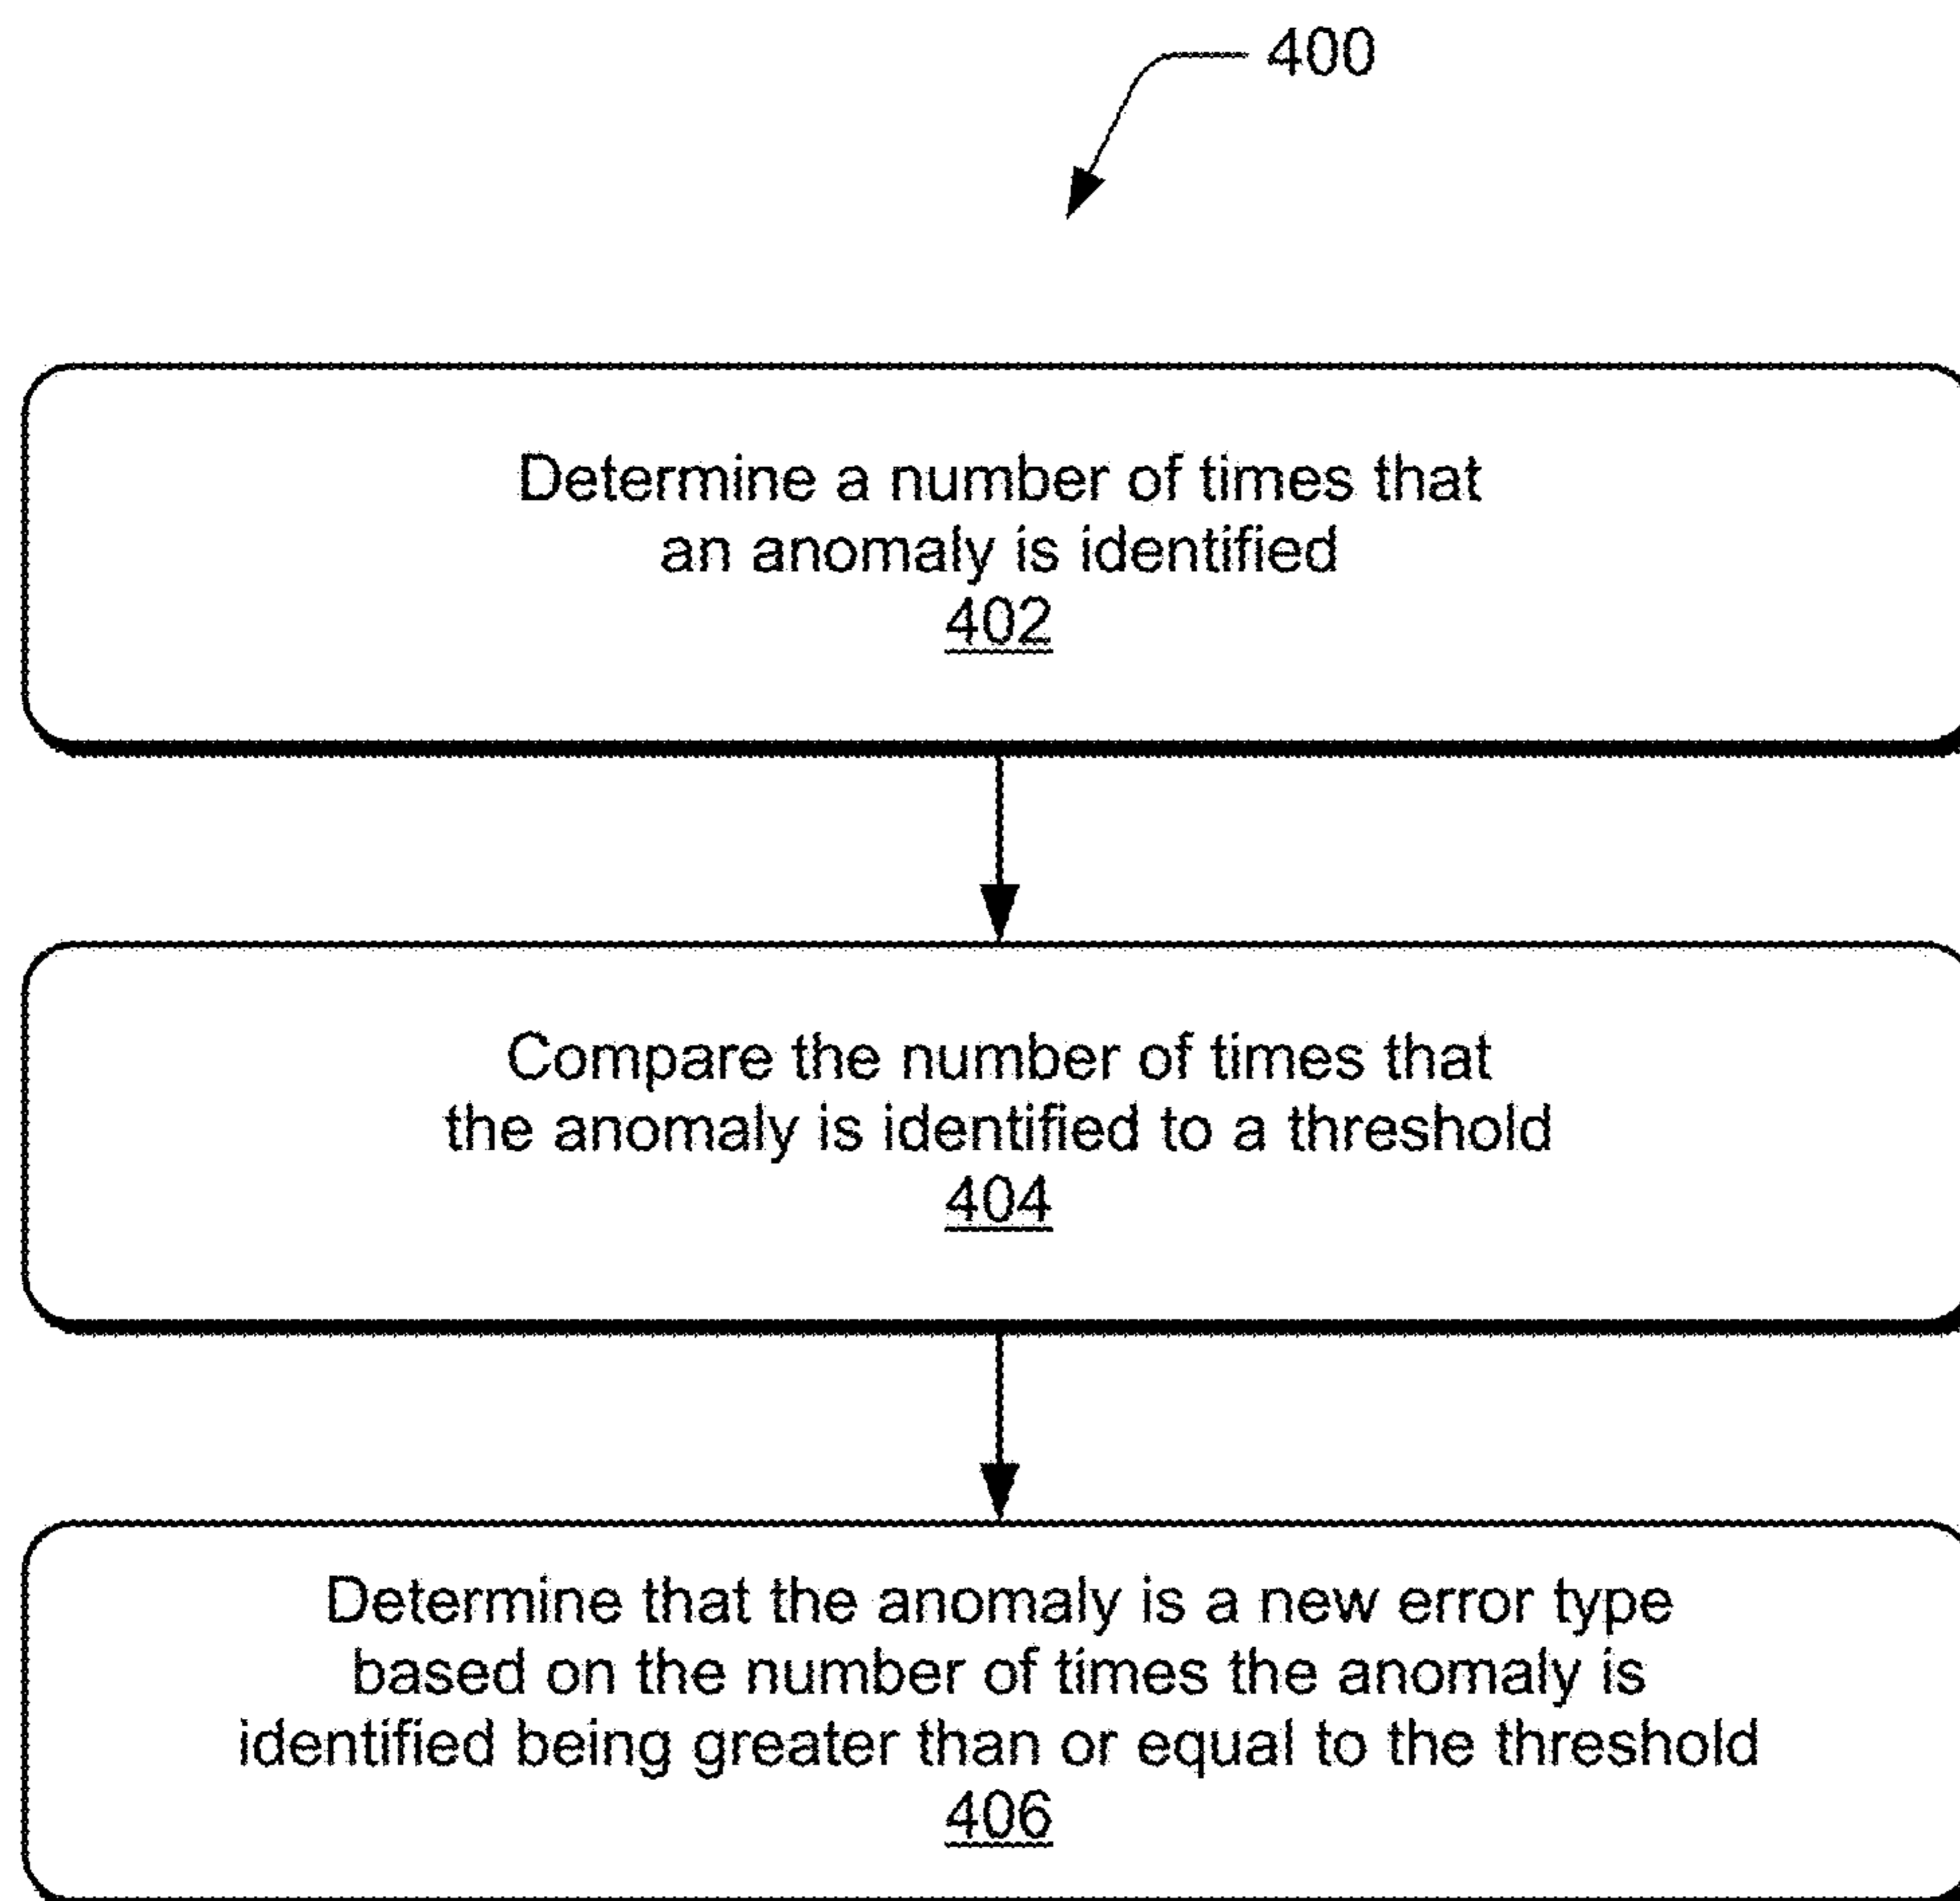 400
Determine a number of times that
an anomaly is identified
402
Compare the number of times that
the anomaly is identified to a threshold
404
Determine that the anomaly is a new error type
based on the number of times the anomaly is
identified being greater than or equal to the threshold
406